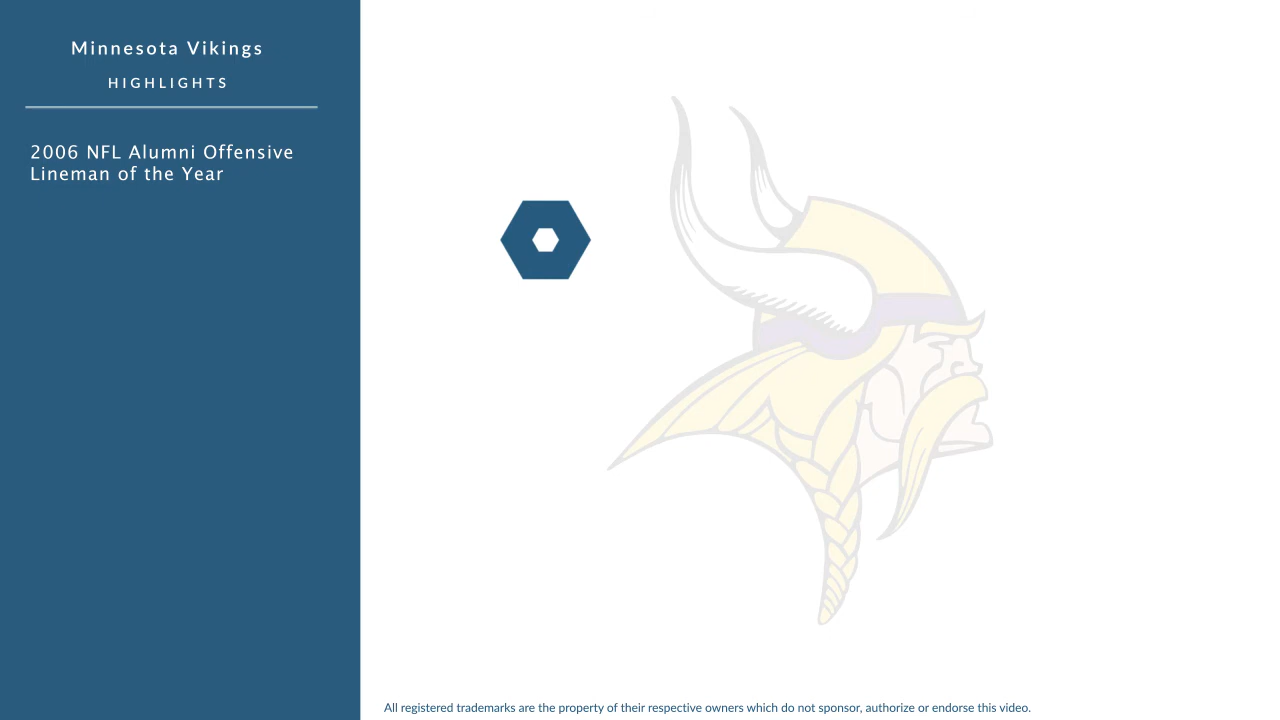 Minnesota Vikings
HIGHLIGHTS
2006 NFL Alumni Offensive
Lineman of the Year
All registered trademarks are the property of their respective owners which do not sponsor, authorize or endorse this video.